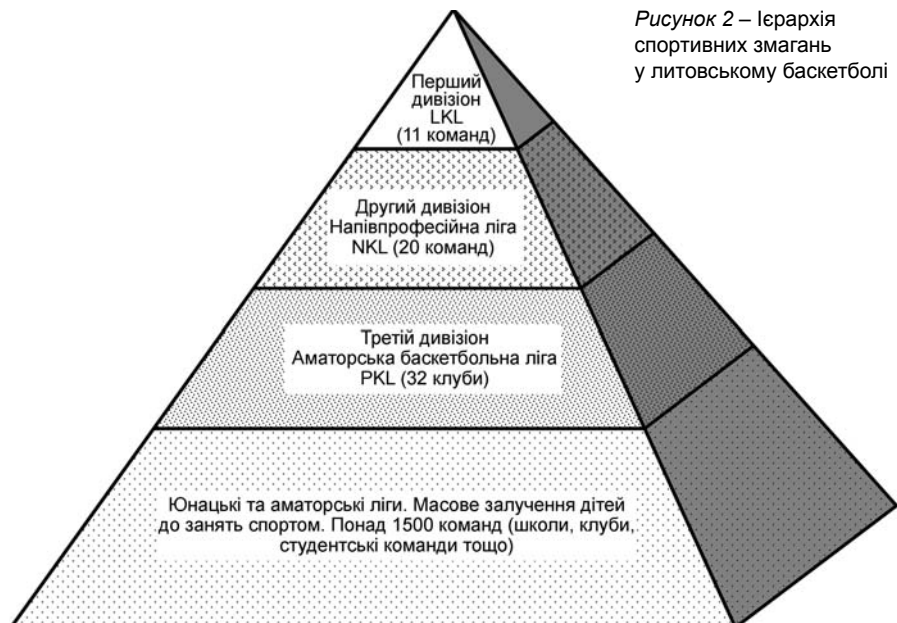 Рисунок 2 – Ієрархія
спортивних змагань
у литовському баскетболі
Перший
дивізіон
LKL
(11 команд)
Другий дивізіон
Напівпрофесійна ліга
NKL (20 команд)
Третій дивізіон
Аматорська баскетбольна ліга
PKL (32 клуби)
Юнацькі та аматорські ліги. Масове залучення дітей
до занять спортом. Понад 1500 команд (школи, клуби,
студентські команди тощо)